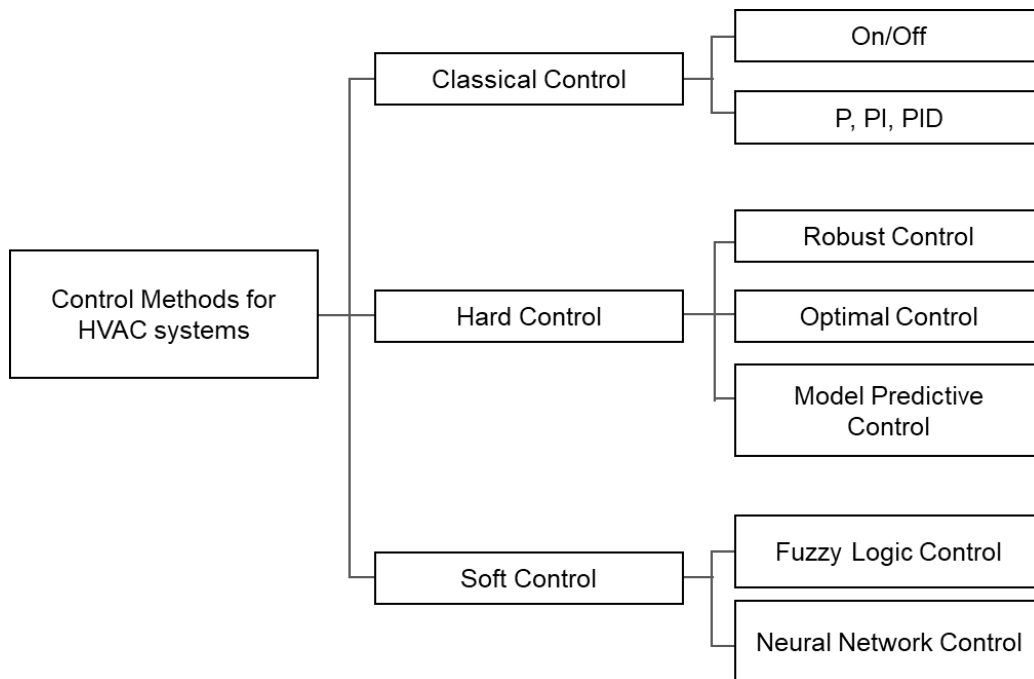 Control Methods for
HVAC systems
Classical Control
On/Off
P, PI, PID
Hard Control
Robust Control
Optimal Control
Model Predictive
Control
Soft Control
Fuzzy Logic Control
Neural Network Control